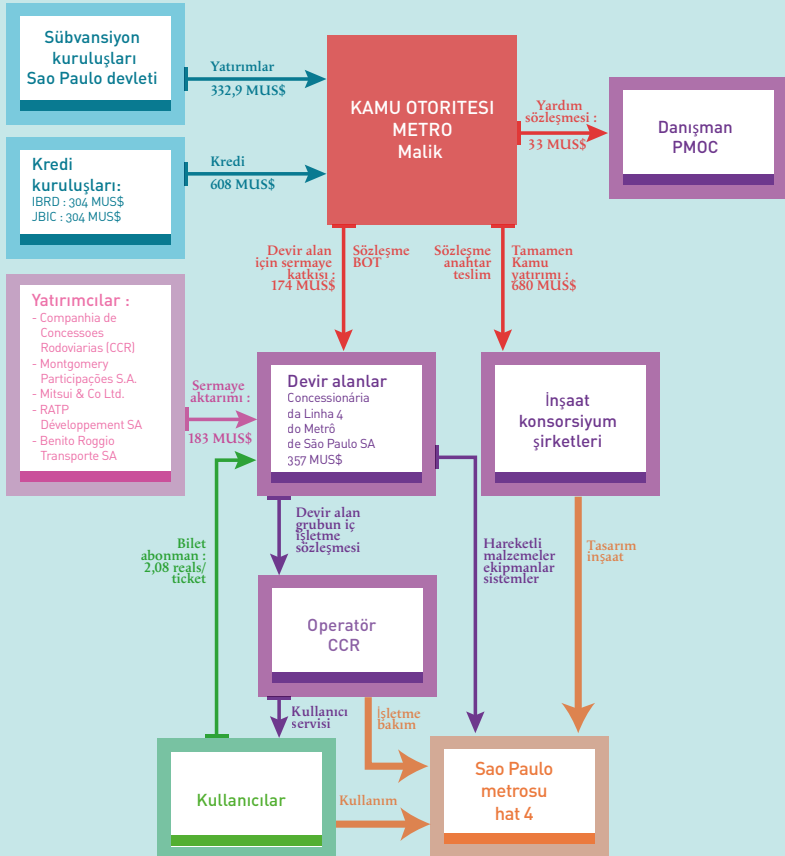 Sübvansiyon
kuruluşları
Sao Paulo devleti
Yatırımlar
332,9 MUS$
KAMU OTORITESI
METRO
Malik
Yardım
sözleşmesi :
33 MUS$
Danışman
PMOC
Kredi
kuruluşları:
IBRD : 304 MUS$
JBIC : 304 MUS$
Kredi
608 MUS$
Devir alan
için sermaye
katkısı :
174 MUS$
Sözleşme
BOT
Sözleşme
anahtar
teslim
Tamamen
Kamu
yatırımı :
680 MUS$
Yatırımcılar :
- Companhia de
Concessoes
Rodoviarias (CCR)
- Montgomery
Participações S.A.
- Mitsui & Co Ltd.
- RATP
Développement SA
- Benito Roggio
Transporte SA
Sermaye
aktarımı :
183 MUS$
Devir alanlar
Concessionária
da Linha 4
do Metrô
de São Paulo SA
357 MUS$
İnşaat
konsorsiyum
şirketleri
Devir alan
grubun iç
işletme
sözleşmesi
Bilet
abonman :
2,08 reals/
ticket
Hareketli
malzemeler
ekipmanlar
sistemler
Tasarım
inşaat
Operatör
CCR
Kullanıcı
servisi
İşletme
bakım
Kullanıcılar
Kullanım
Sao Paulo
metrosu
hat 4